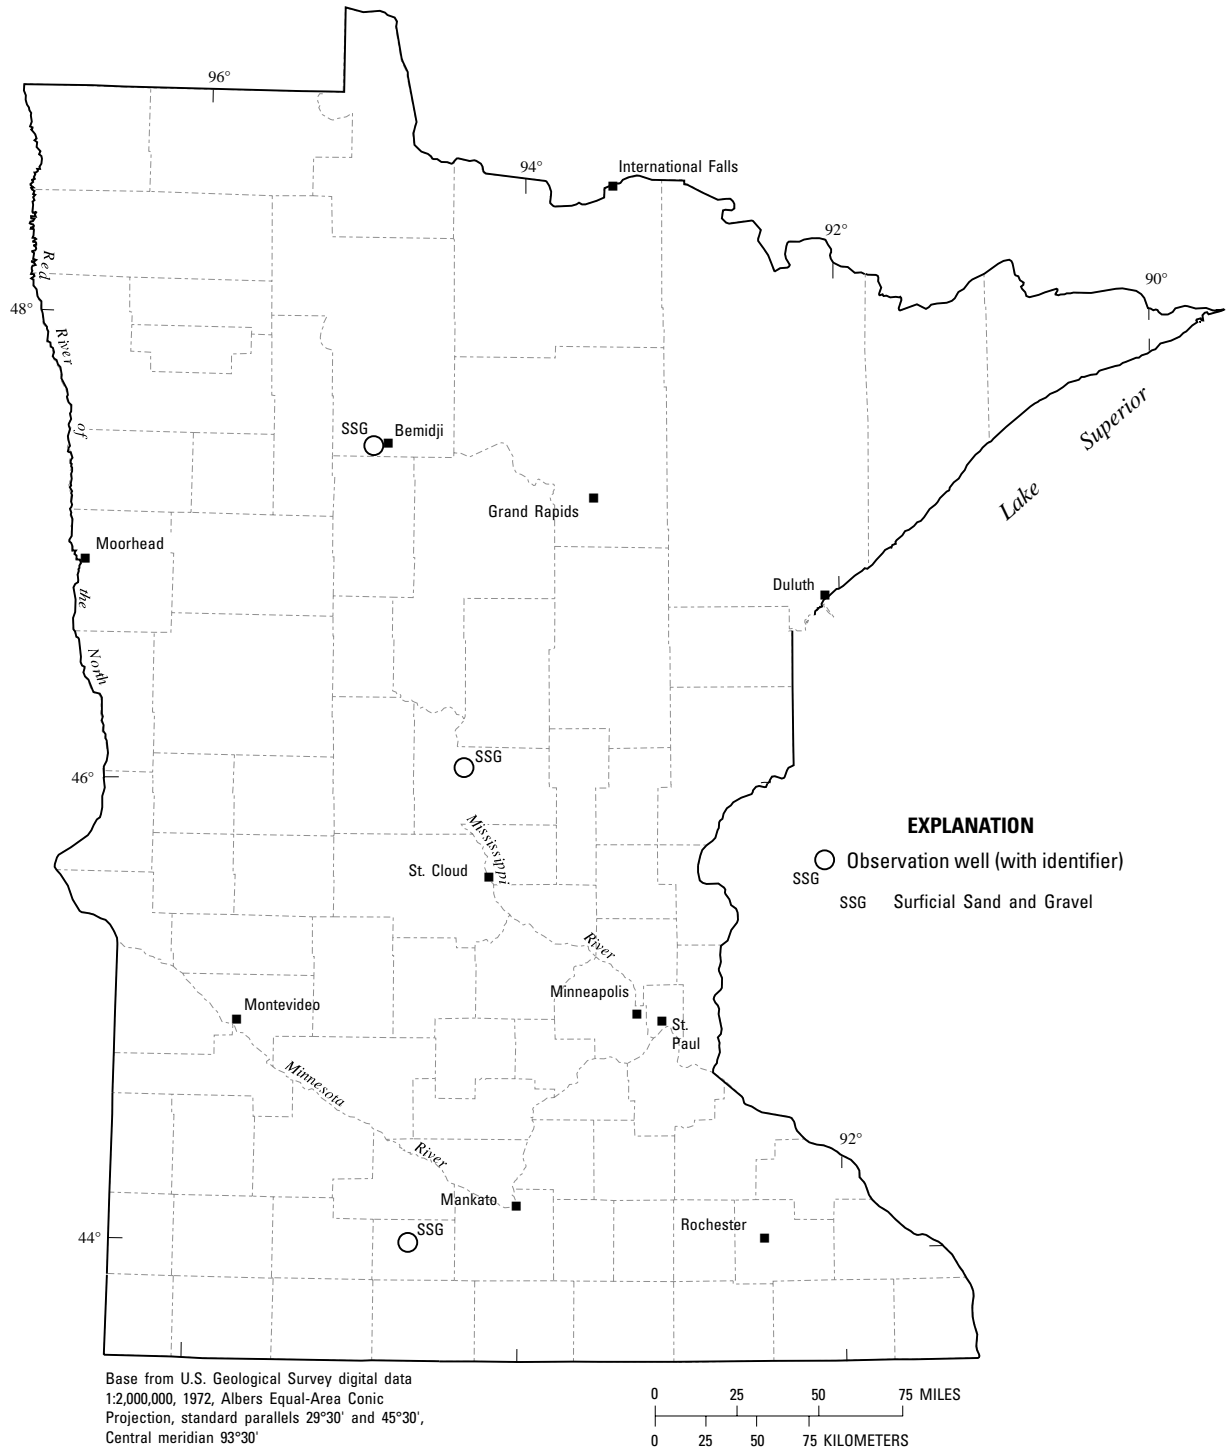 96°
94°
International Falls
92°
90°
48°
Red
River
of
the
North
Lake Superior
SSG
Bemidji
Grand Rapids
Moorhead
Duluth
SSG
46°
Mississippi
River
St. Cloud
EXPLANATION
Observation well (with identifier)
SSG
SSG Surficial Sand and Gravel
Minneapolis
St.
Paul
Montevideo
Minnesota
River
92°
Mankato
Rochester
SSG
44°
Base from U.S. Geological Survey digital data
1:2,000,000, 1972, Albers Equal-Area Conic
Projection, standard parallels 29°30' and 45°30',
Central meridian 93°30'
0 25 50 75 MILES
0 25 50 75 KILOMETERS